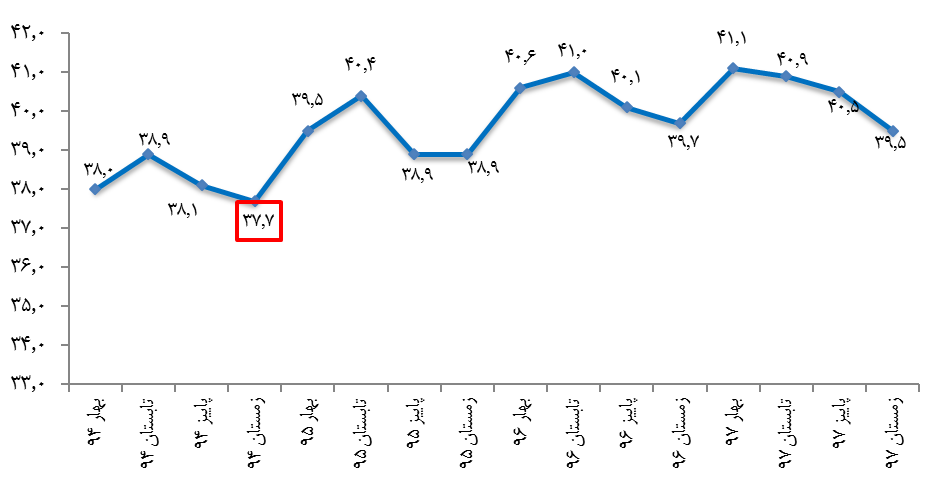 ۴۲,۰
۴۱,۰
۴۰,۰
۳۹,۰
۳۸,۰
۳۷,۰
۳۶,۰
۳۵,۰
۳۴,۰
۳۳,۰
۳۸,۰
۳۸,۹
۳۸,۱
۳۷,۷
۳۹,۵
۴۰,۴
۳۸,۹
۳۸,۹
۴۰,۶
۴۱,۰
۴۰,۱
۳۹,۷
۴۱,۱
۴۰,۹
۴۰,۵
۳۹,۵
بهار ۹۴
تابستان ۹۴
پاییز ۹۴
زمستان ۹۴
بهار ۹۵
تابستان ۹۵
پاییز ۹۵
زمستان ۹۵
بهار ۹۶
تابستان ۹۶
پاییز ۹۶
زمستان ۹۶
بهار ۹۷
تابستان ۹۷
پاییز ۹۷
زمستان ۹۷